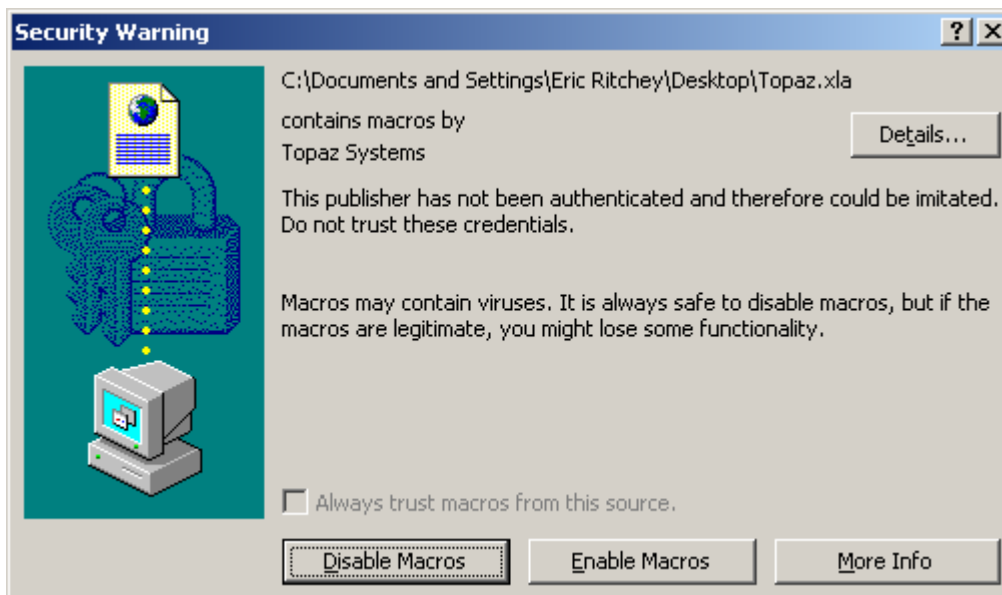 Security Warning
C:\Documents and Settings\Eric Ritchey\Desktop\Topaz.xla
contains macros by
Topaz Systems
Details...
This publisher has not been authenticated and therefore could be imitated.
Do not trust these credentials.
Macros may contain viruses. It is always safe to disable macros, but if the
macros are legitimate, you might lose some functionality.
Always trust macros from this source.
Disable Macros
Enable Macros
More Info